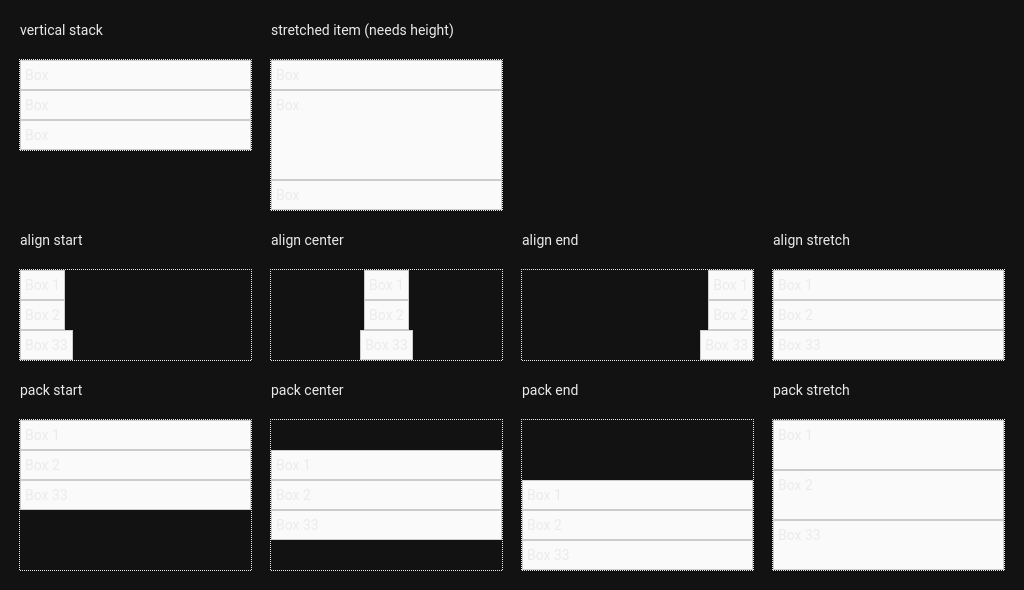 vertical stack
stretched item (needs height)
Box
Box
Box
Box
Box
Box
align start
align center
align end
align stretch
Box 1
Box 2
Box 33
Box 1
Box 2
Box 33
Box 1
Box 2
Box 33
Box 1
Box 2
Box 33
pack start
pack center
pack end
pack stretch
Box 1
Box 2
Box 33
Box 1
Box 2
Box 33
Box 1
Box 2
Box 33
Box 1
Box 2
Box 33